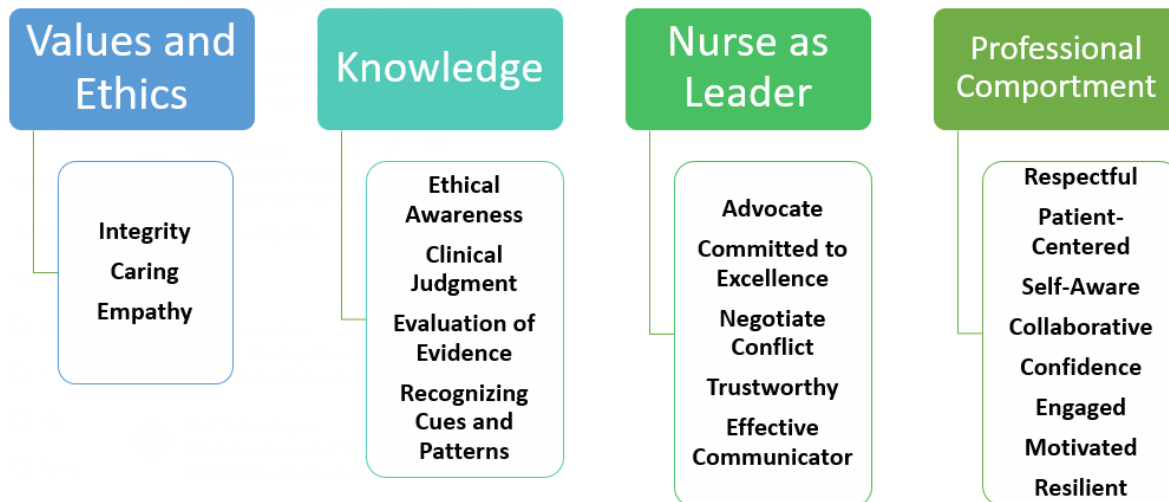 Values and
Ethics
Integrity
Caring
Empathy
Knowledge
Ethical
Awareness
Clinical
Judgment
Evaluation of
Evidence
Recognizing
Cues and
Patterns
Nurse as
Leader
Advocate
Committed to
Excellence
Negotiate
Conflict
Trustworthy
Effective
Communicator
Professional
Comportment
Respectful
Patient-
Centered
Self-Aware
Collaborative
Confidence
Engaged
Motivated
Resilient